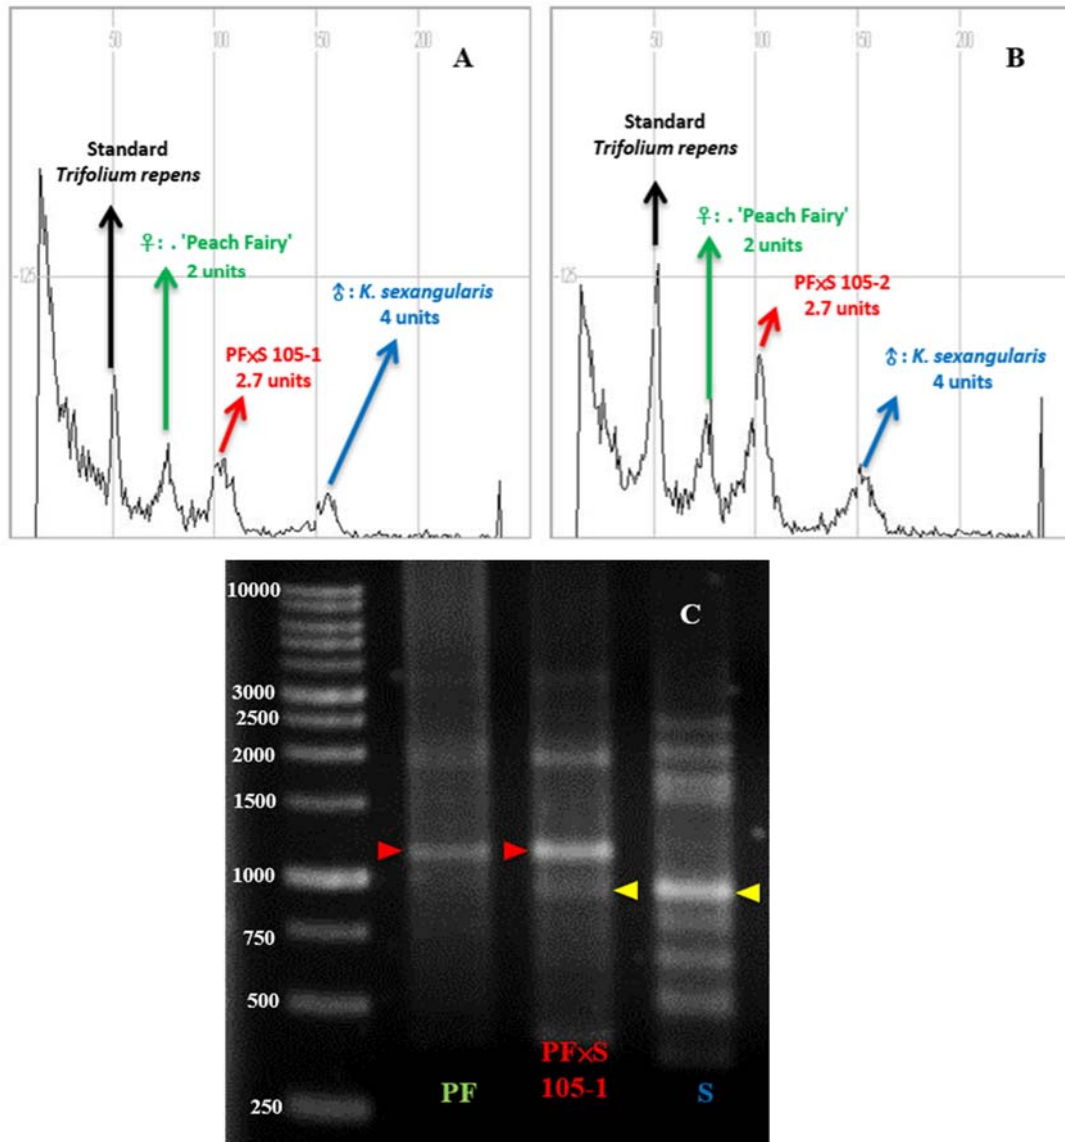 50 100 150 200
A
125
Standard
Trifolium repens
♀: . 'Peach Fairy'
2 units
PF×S 105-1
2.7 units
♂: K. sexangularis
4 units
50 100 150 200
B
125
Standard
Trifolium repens
♀: . 'Peach Fairy'
2 units
PF×S 105-2
2.7 units
♂: K. sexangularis
4 units
C
10000
3000
2500
2000
1500
1000
750
500
250
PF
PF×S
105-1
S